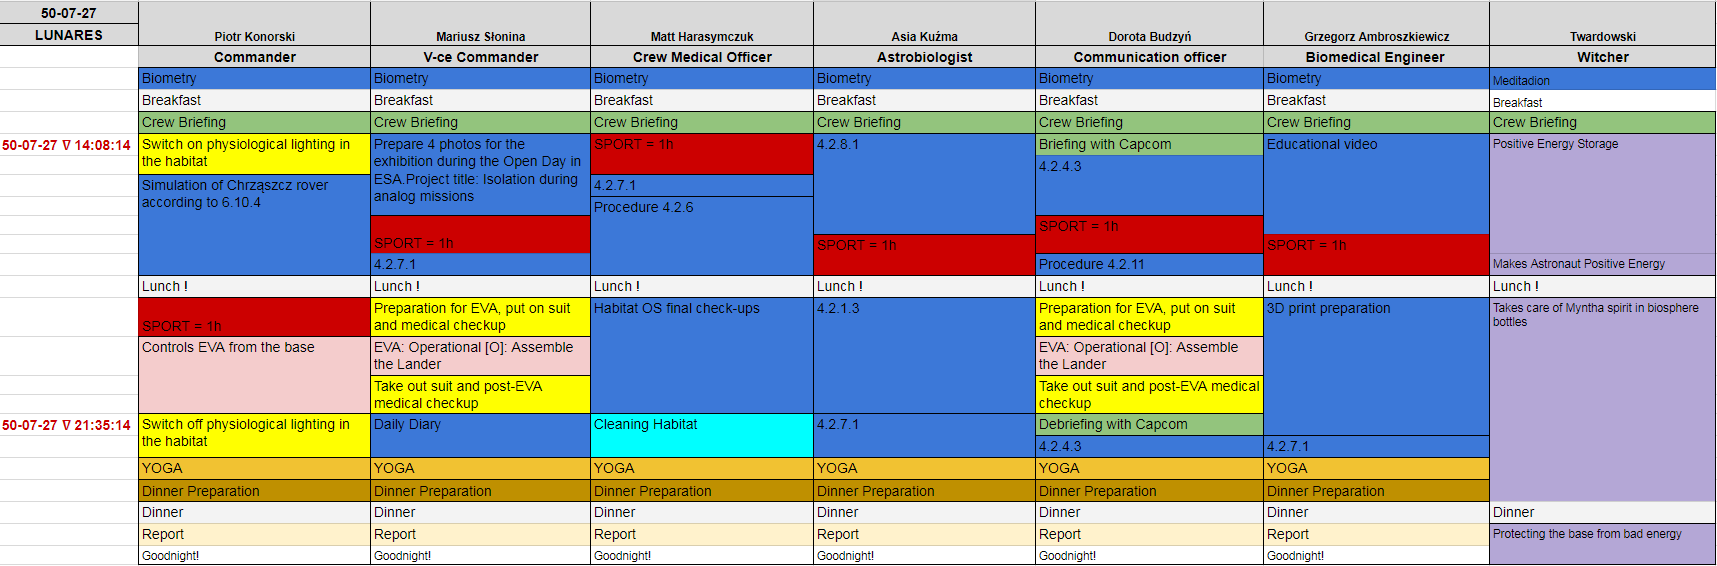 50-07-27
LUNARES
Piotr Konorski
Mariusz Słonina
Matt Harasymczuk
Asia Kuźma
Dorota Budzyń
Grzegorz Ambroszkiewicz
Twardowski
Commander
V-ce Commander
Crew Medical Officer
Astrobiologist
Communication officer
Biomedical Engineer
Witcher
Biometry
Biometry
Biometry
Biometry
Biometry
Biometry
Meditadion
Breakfast
Breakfast
Breakfast
Breakfast
Breakfast
Breakfast
Breakfast
Crew Briefing
Crew Briefing
Crew Briefing
Crew Briefing
Crew Briefing
Crew Briefing
Crew Briefing
50-07-27 ∇ 14:08:14
Switch on physiological lighting in
the habitat
Simulation of Chrząszcz rover
according to 6.10.4
Prepare 4 photos for the
exhibition during the Open Day in
ESA.Project title: Isolation during
analog missions
SPORT = 1h
4.2.7.1
SPORT = 1h
4.2.7.1
Procedure 4.2.6
4.2.8.1
SPORT = 1h
Briefing with Capcom
4.2.4.3
SPORT = 1h
Procedure 4.2.11
Educational video
SPORT = 1h
Positive Energy Storage
Makes Astronaut Positive Energy
Lunch !
Lunch !
Lunch !
Lunch !
Lunch !
Lunch !
Lunch !
SPORT = 1h
Controls EVA from the base
Preparation for EVA, put on suit
and medical checkup
EVA: Operational [O]: Assemble
the Lander
Take out suit and post-EVA
medical checkup
Habitat OS final check-ups
4.2.1.3
Preparation for EVA, put on suit
and medical checkup
EVA: Operational [O]: Assemble
the Lander
Take out suit and post-EVA medical
checkup
3D print preparation
Takes care of Myntha spirit in biosphere
bottles
50-07-27 ∇ 21:35:14
Switch off physiological lighting in
the habitat
Daily Diary
Cleaning Habitat
4.2.7.1
Debriefing with Capcom
4.2.4.3
4.2.7.1
YOGA
YOGA
YOGA
YOGA
YOGA
YOGA
Dinner Preparation
Dinner Preparation
Dinner Preparation
Dinner Preparation
Dinner Preparation
Dinner Preparation
Dinner
Dinner
Dinner
Dinner
Dinner
Dinner
Dinner
Report
Report
Report
Report
Report
Report
Protecting the base from bad energy
Goodnight!
Goodnight!
Goodnight!
Goodnight!
Goodnight!
Goodnight!